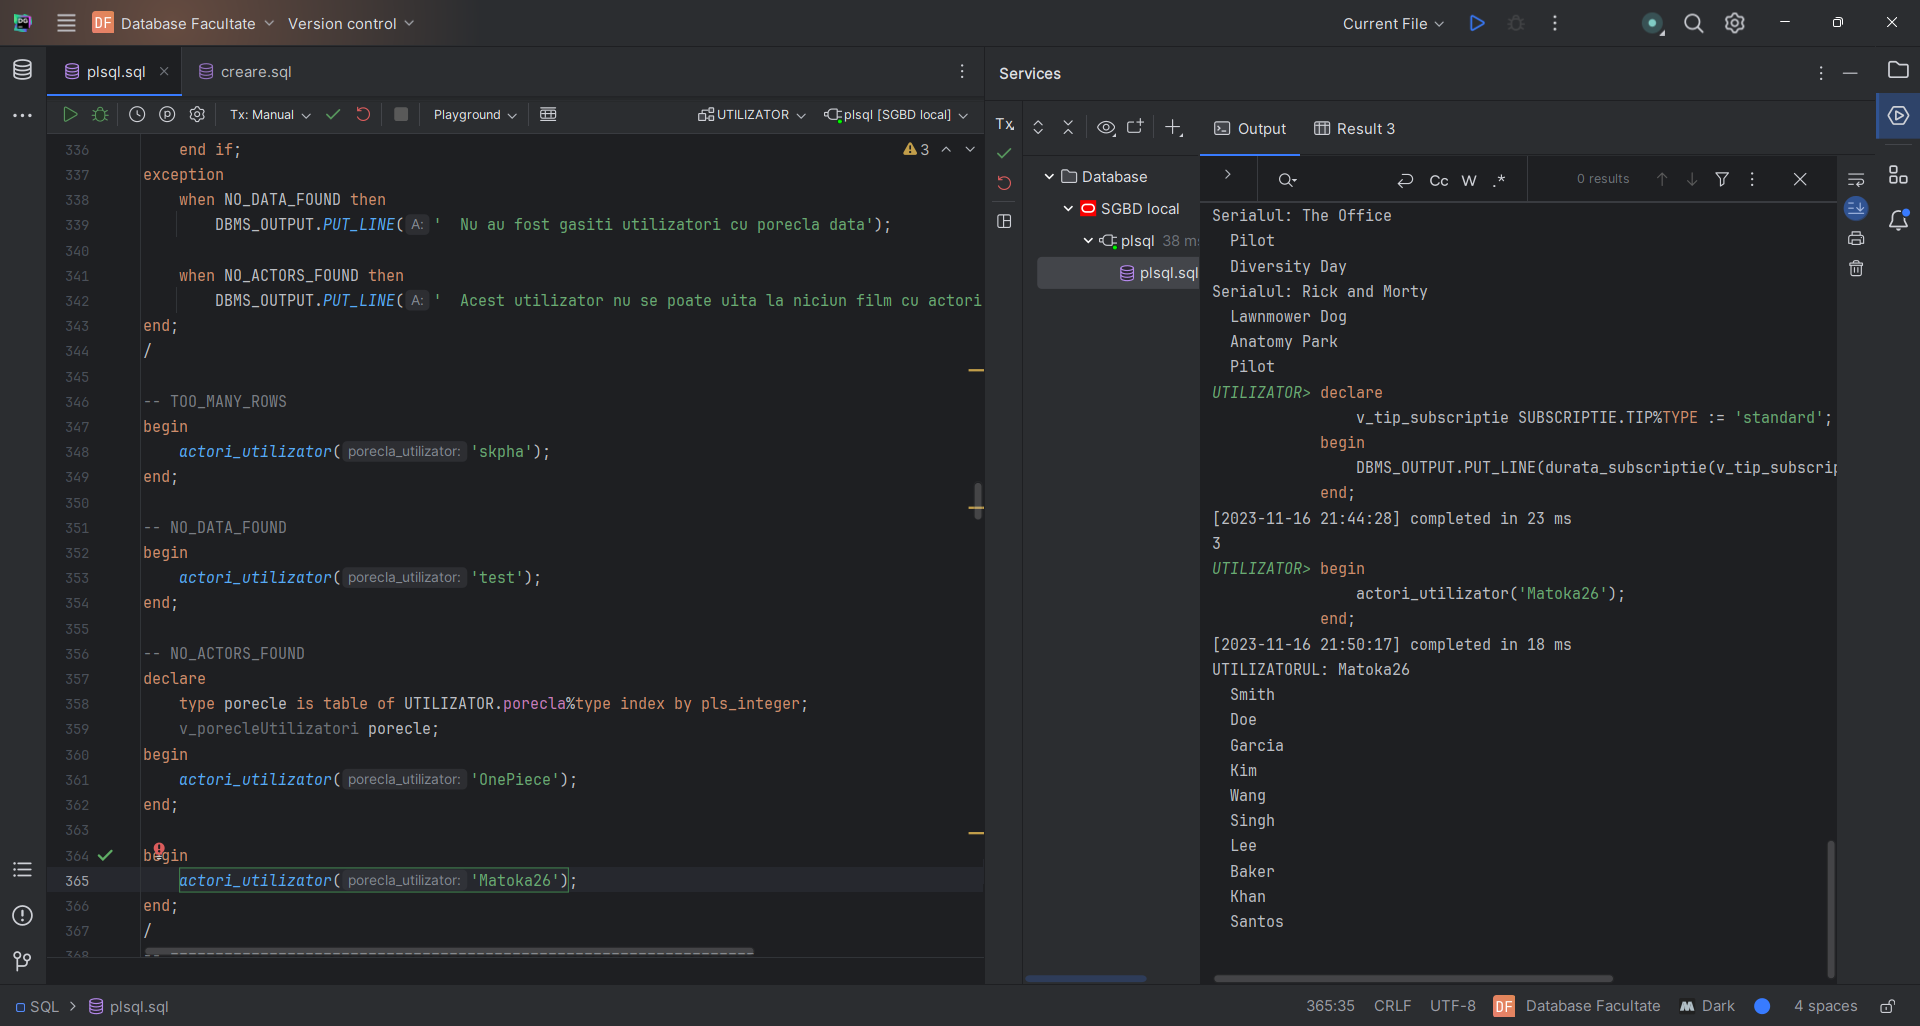 DG
DF Database Facultate Version control Current File
plsql.sql creare.sql
Tx: Manual Playground UTILIZATOR plsql [SGBD local]
336 end if; 3
337 exception
338 when NO_DATA_FOUND then
339 DBMS_OUTPUT.PUT_LINE( A: ' Nu au fost gasiti utilizatori cu porecla data');
340
341 when NO_ACTORS_FOUND then
342 DBMS_OUTPUT.PUT_LINE( A: ' Acest utilizator nu se poate uita la niciun film cu actori
343 end;
344 /
345
346 -- TOO_MANY_ROWS
347 begin
348 actori_utilizator( porecla_utilizator: 'skpha');
349 end;
350
351 -- NO_DATA_FOUND
352 begin
353 actori_utilizator( porecla_utilizator: 'test');
354 end;
355
356 -- NO_ACTORS_FOUND
357 declare
358 type porecle is table of UTILIZATOR.porecla%type index by pls_integer;
359 v_porecleUtilizatori porecle;
360 begin
361 actori_utilizator( porecla_utilizator: 'OnePiece');
362 end;
363
364 begin
365 actori_utilizator( porecla_utilizator: 'Matoka26');
366 end;
367 /
368
Services
Tx
Output Result 3
Database
SGBD local
plsql 38 ms
plsql.sql
Cc W .* 0 results
Serialul: The Office
Pilot
Diversity Day
Serialul: Rick and Morty
Lawnmower Dog
Anatomy Park
Pilot
UTILIZATOR> declare
v_tip_subscriptie SUBSCRIPTIE.TIP%TYPE := 'standard';
begin
DBMS_OUTPUT.PUT_LINE(durata_subscriptie(v_tip_subscrip
end;
[2023-11-16 21:44:28] completed in 23 ms
3
UTILIZATOR> begin
actori_utilizator('Matoka26');
end;
[2023-11-16 21:50:17] completed in 18 ms
UTILIZATORUL: Matoka26
Smith
Doe
Garcia
Kim
Wang
Singh
Lee
Baker
Khan
Santos
SQL > plsql.sql 365:35 CRLF UTF-8 DF Database Facultate Dark 4 spaces